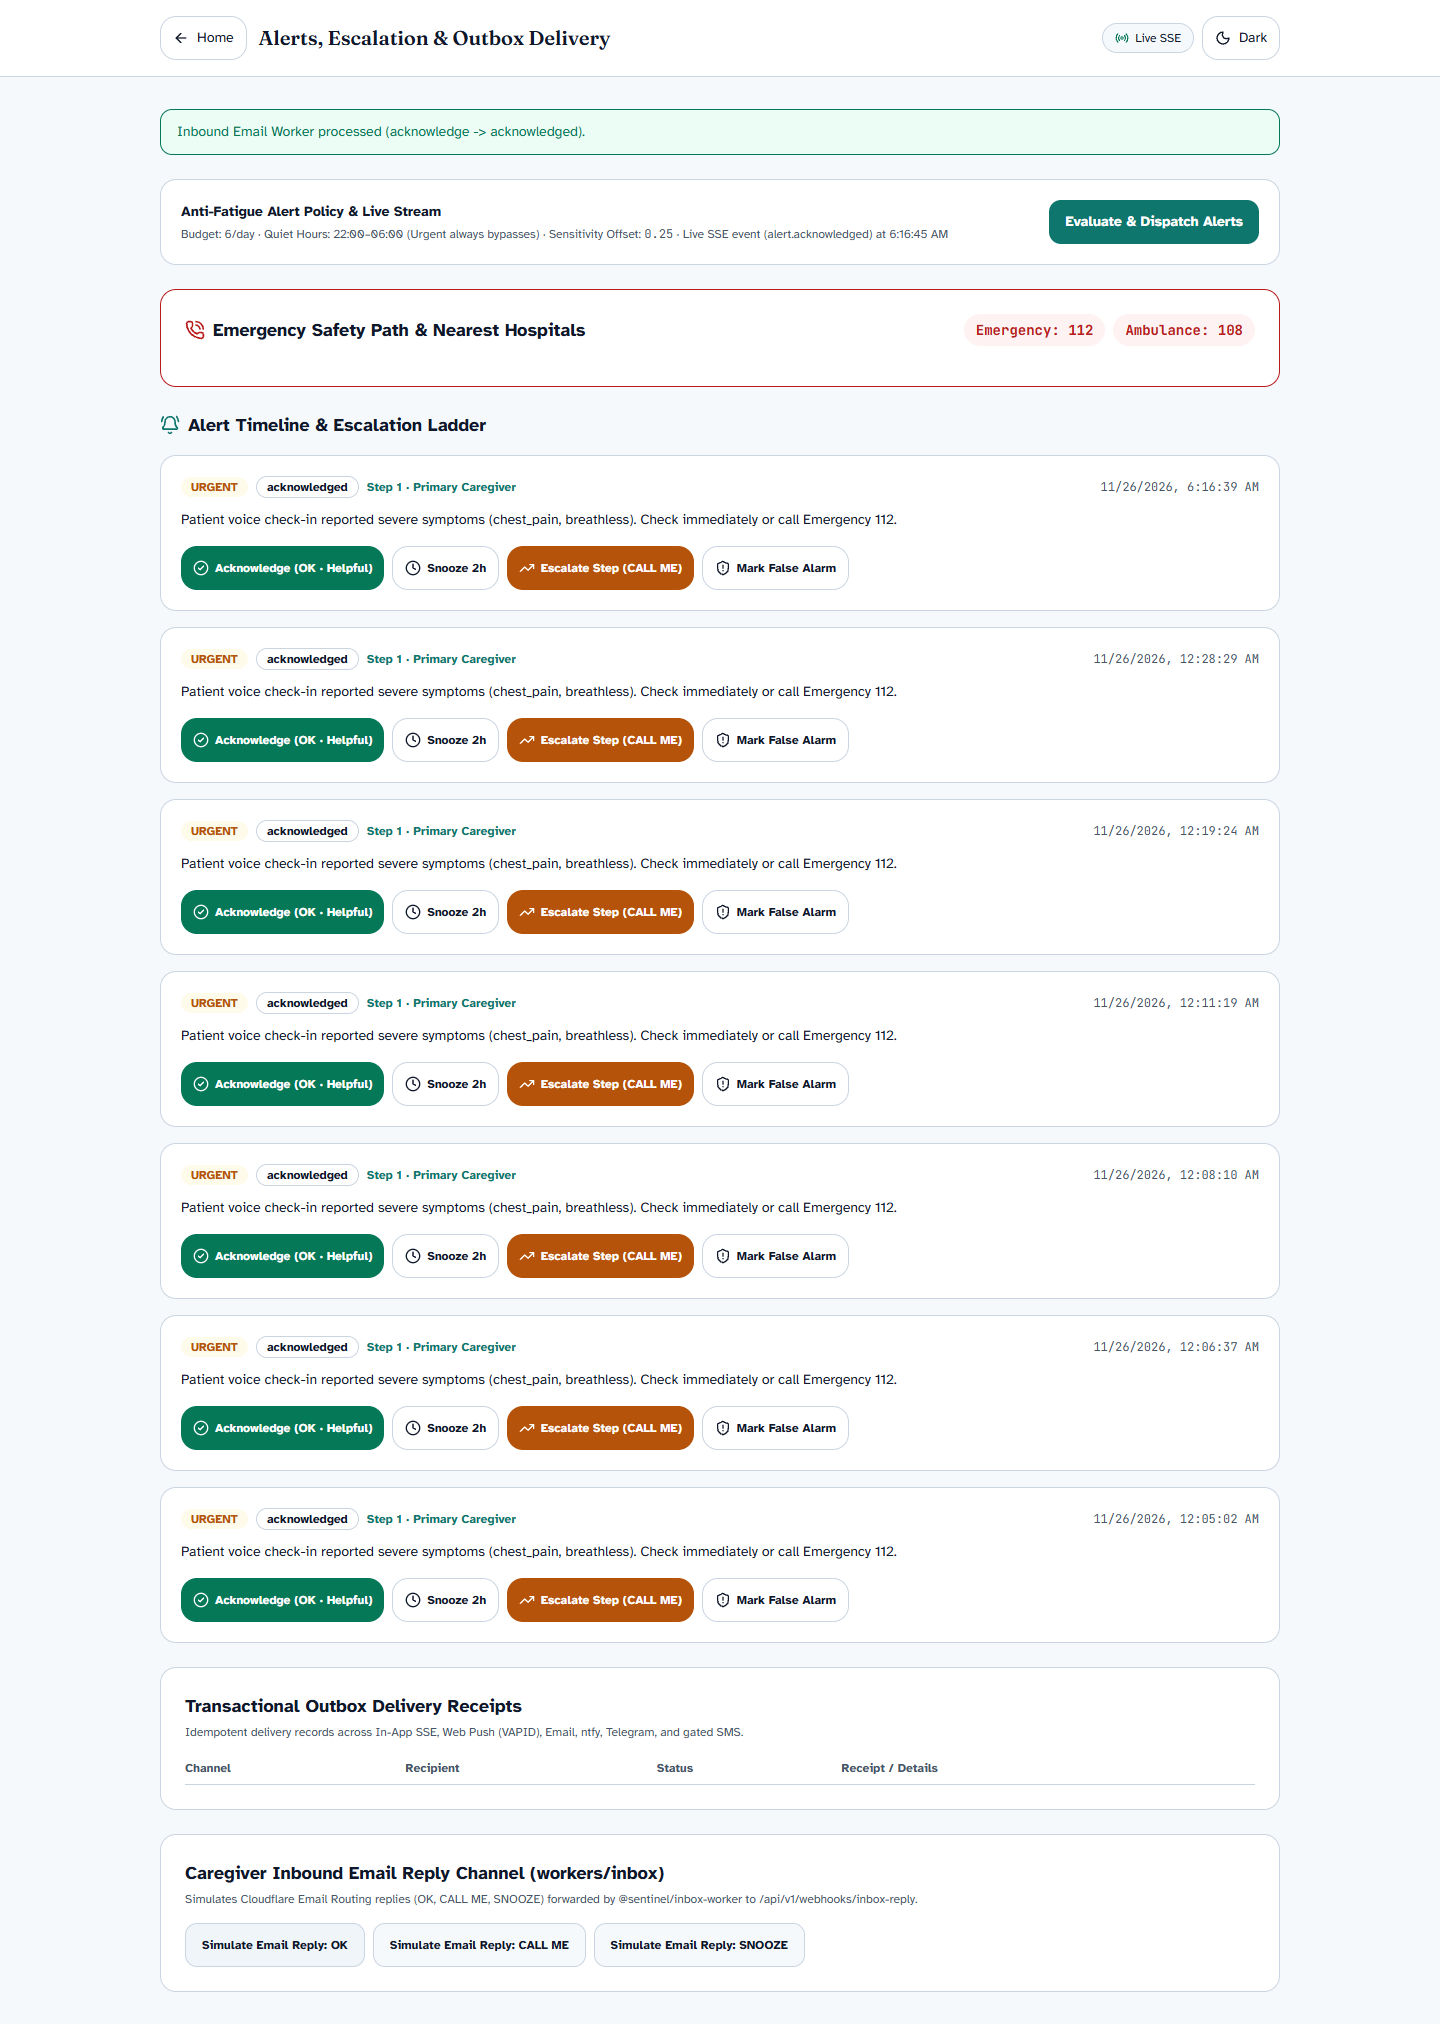 Home
Alerts, Escalation & Outbox Delivery
Live SSE
Dark
Inbound Email Worker processed (acknowledge -> acknowledged).
Anti-Fatigue Alert Policy & Live Stream
Budget: 6/day · Quiet Hours: 22:00–06:00 (Urgent always bypasses) · Sensitivity Offset: 0.25 · Live SSE event (alert.acknowledged) at 6:16:45 AM
Evaluate & Dispatch Alerts
Emergency Safety Path & Nearest Hospitals
Emergency: 112
Ambulance: 108
Alert Timeline & Escalation Ladder
URGENT acknowledged Step 1 · Primary Caregiver 11/26/2026, 6:16:39 AM
Patient voice check-in reported severe symptoms (chest_pain, breathless). Check immediately or call Emergency 112.
Acknowledge (OK · Helpful) Snooze 2h Escalate Step (CALL ME) Mark False Alarm
URGENT acknowledged Step 1 · Primary Caregiver 11/26/2026, 12:28:29 AM
Patient voice check-in reported severe symptoms (chest_pain, breathless). Check immediately or call Emergency 112.
Acknowledge (OK · Helpful) Snooze 2h Escalate Step (CALL ME) Mark False Alarm
URGENT acknowledged Step 1 · Primary Caregiver 11/26/2026, 12:19:24 AM
Patient voice check-in reported severe symptoms (chest_pain, breathless). Check immediately or call Emergency 112.
Acknowledge (OK · Helpful) Snooze 2h Escalate Step (CALL ME) Mark False Alarm
URGENT acknowledged Step 1 · Primary Caregiver 11/26/2026, 12:11:19 AM
Patient voice check-in reported severe symptoms (chest_pain, breathless). Check immediately or call Emergency 112.
Acknowledge (OK · Helpful) Snooze 2h Escalate Step (CALL ME) Mark False Alarm
URGENT acknowledged Step 1 · Primary Caregiver 11/26/2026, 12:08:10 AM
Patient voice check-in reported severe symptoms (chest_pain, breathless). Check immediately or call Emergency 112.
Acknowledge (OK · Helpful) Snooze 2h Escalate Step (CALL ME) Mark False Alarm
URGENT acknowledged Step 1 · Primary Caregiver 11/26/2026, 12:06:37 AM
Patient voice check-in reported severe symptoms (chest_pain, breathless). Check immediately or call Emergency 112.
Acknowledge (OK · Helpful) Snooze 2h Escalate Step (CALL ME) Mark False Alarm
URGENT acknowledged Step 1 · Primary Caregiver 11/26/2026, 12:05:02 AM
Patient voice check-in reported severe symptoms (chest_pain, breathless). Check immediately or call Emergency 112.
Acknowledge (OK · Helpful) Snooze 2h Escalate Step (CALL ME) Mark False Alarm
Transactional Outbox Delivery Receipts
Idempotent delivery records across In-App SSE, Web Push (VAPID), Email, ntfy, Telegram, and gated SMS.
Channel Recipient Status Receipt / Details
Caregiver Inbound Email Reply Channel (workers/inbox)
Simulates Cloudflare Email Routing replies (OK, CALL ME, SNOOZE) forwarded by @sentinel/inbox-worker to /api/v1/webhooks/inbox-reply.
Simulate Email Reply: OK Simulate Email Reply: CALL ME Simulate Email Reply: SNOOZE